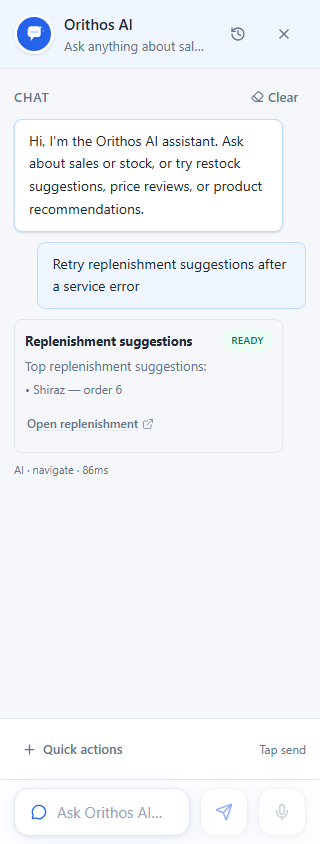 Orithos AI
Ask anything about sal...
CHAT
Clear
Hi, I'm the Orithos AI assistant. Ask
about sales or stock, or try restock
suggestions, price reviews, or product
recommendations.
Retry replenishment suggestions after
a service error
Replenishment suggestions
READY
Top replenishment suggestions:
• Shiraz — order 6
Open replenishment
AI · navigate · 86ms
Quick actions
Tap send
Ask Orithos AI...